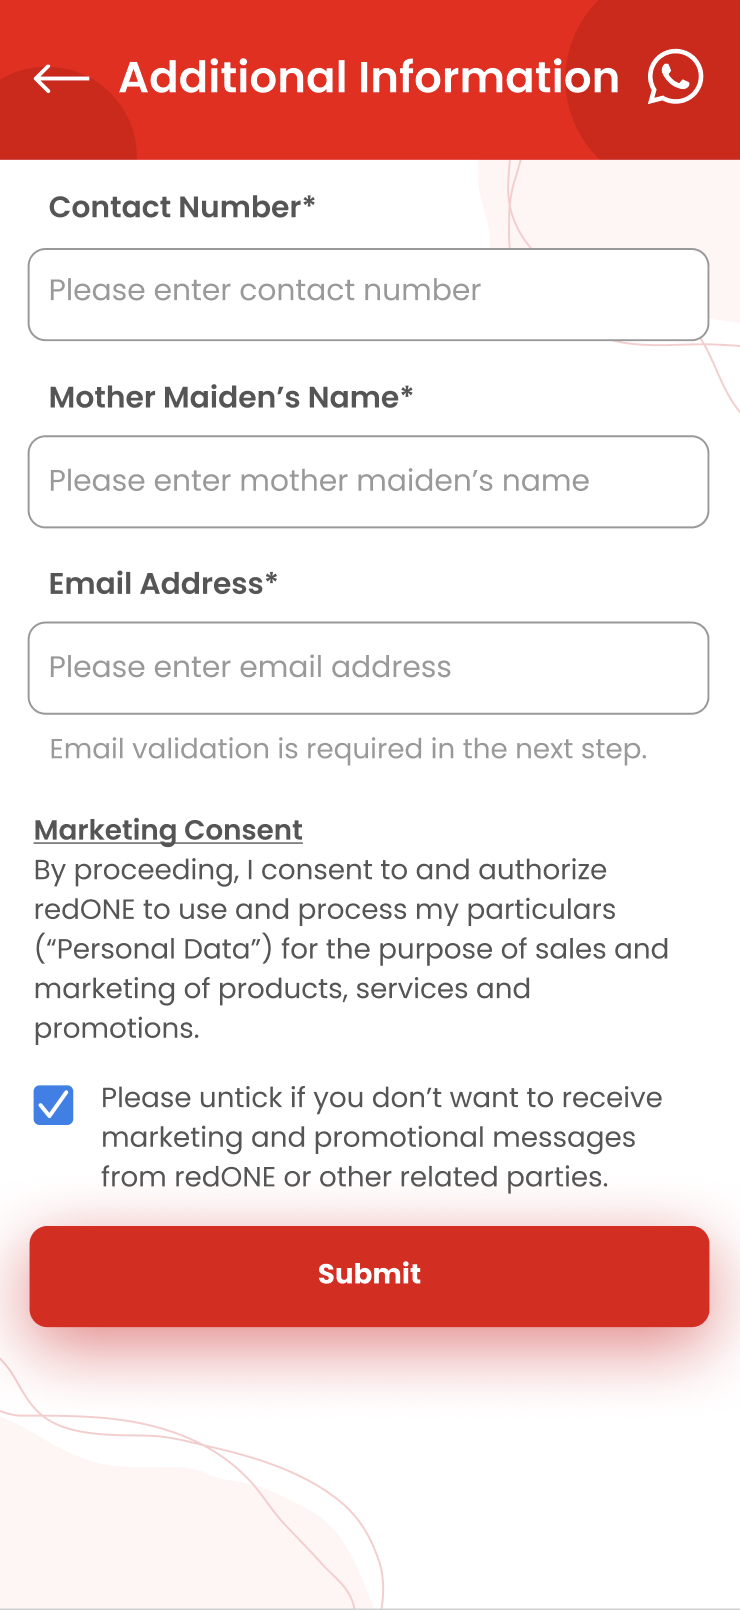 Additional Information
Contact Number*
Please enter contact number
Mother Maiden’s Name*
Please enter mother maiden’s name
Email Address*
Please enter email address
Email validation is required in the next step.
Marketing Consent
By proceeding, I consent to and authorize
redONE to use and process my particulars
(“Personal Data”) for the purpose of sales and
marketing of products, services and
promotions.
Please untick if you don’t want to receive
marketing and promotional messages
from redONE or other related parties.
Submit